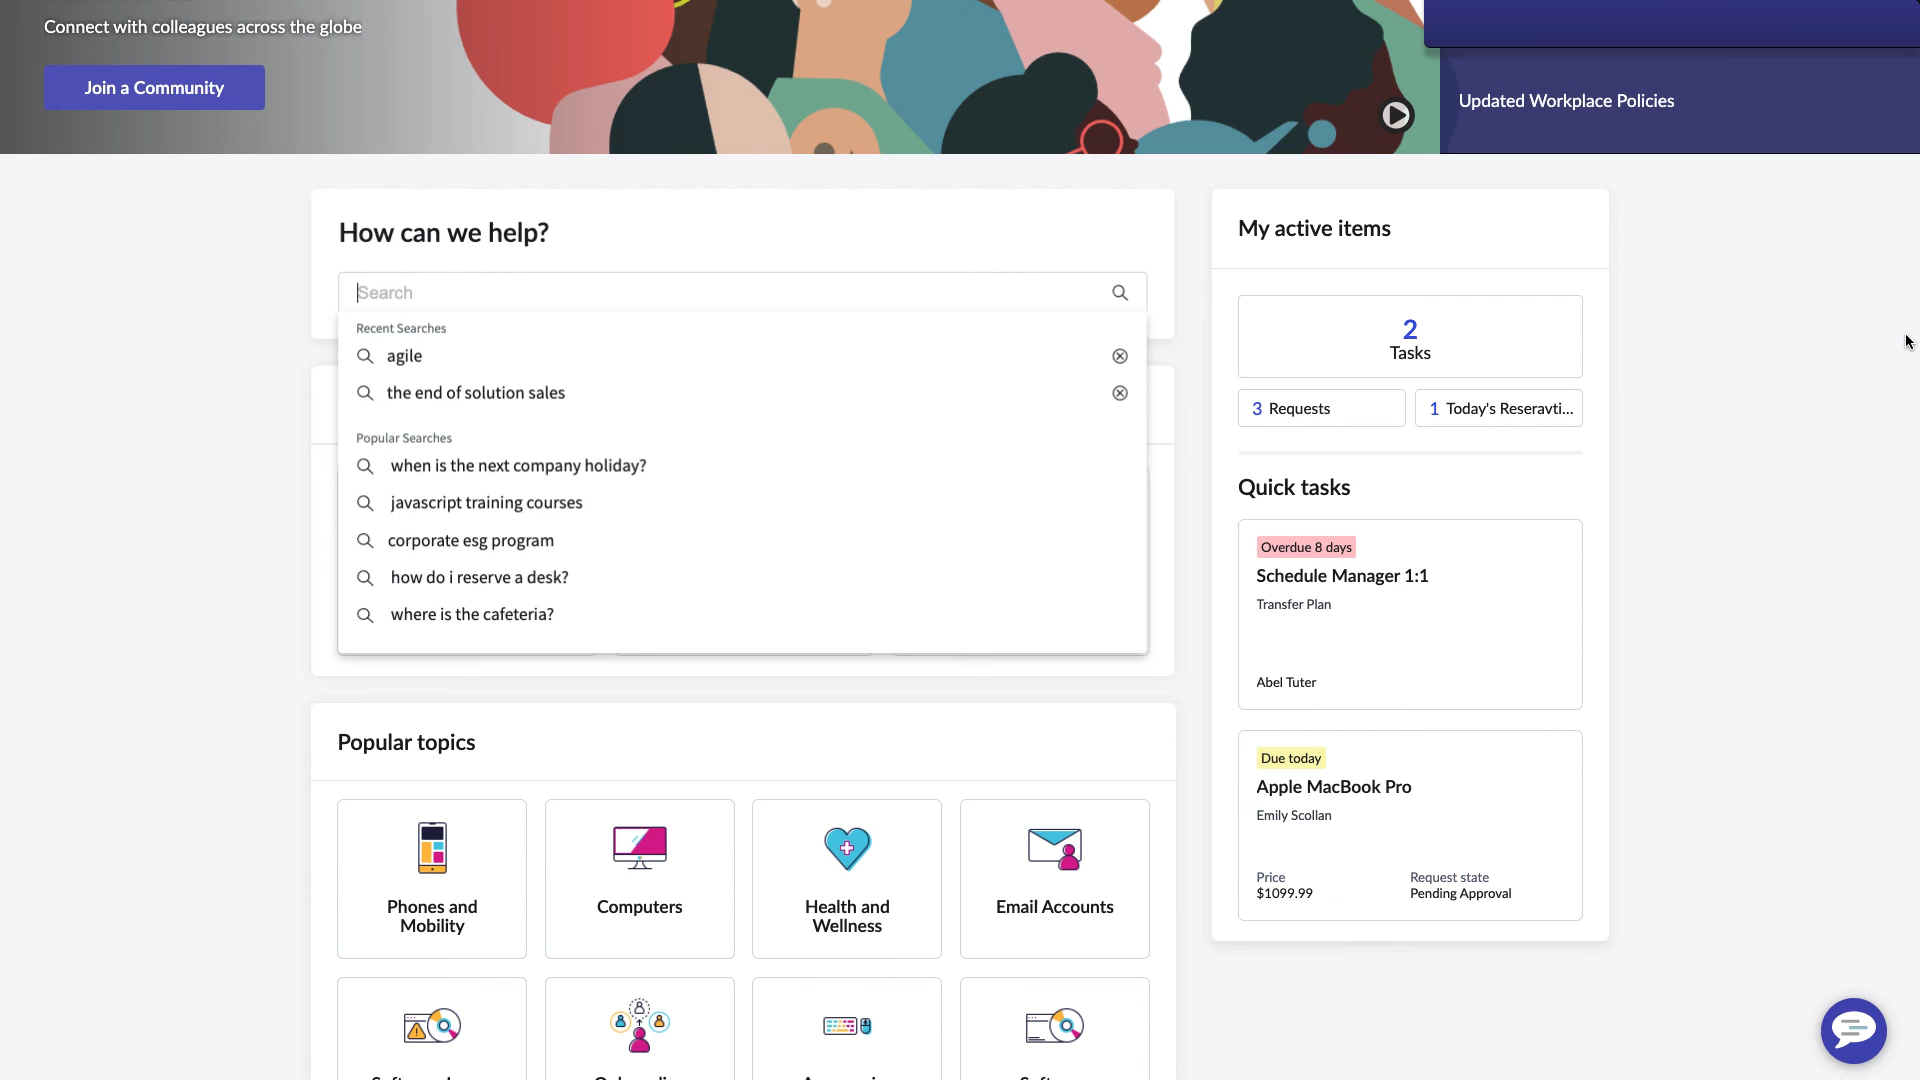 Connect with colleagues across the globe
Join a Community
Updated Workplace Policies
How can we help?
Search
Recent Searches
agile
the end of solution sales
Popular Searches
when is the next company holiday?
javascript training courses
corporate esg program
how do i reserve a desk?
where is the cafeteria?
Popular topics
Phones and
Mobility
Computers
Health and
Wellness
Email Accounts
My active items
2
Tasks
3 Requests
1 Today's Reseravti...
Quick tasks
Overdue 8 days
Schedule Manager 1:1
Transfer Plan
Abel Tuter
Due today
Apple MacBook Pro
Emily Scollan
Price
$1099.99
Request state
Pending Approval